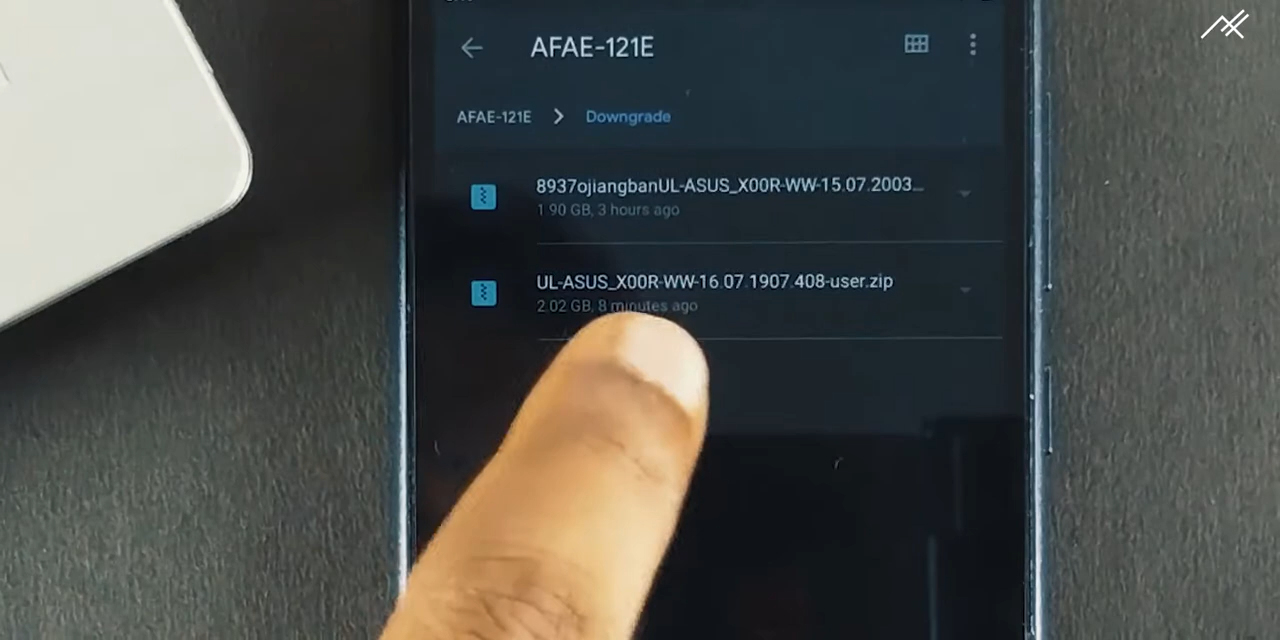 AFAE-121E
AFAE-121E > Downgrade
8937ojiangbanUL-ASUS_X00R-WW-15.07.2003...
1.90 GB, 3 hours ago
UL-ASUS_X00R-WW-16.07.1907.408-user.zip
2.02 GB, 8 minutes ago